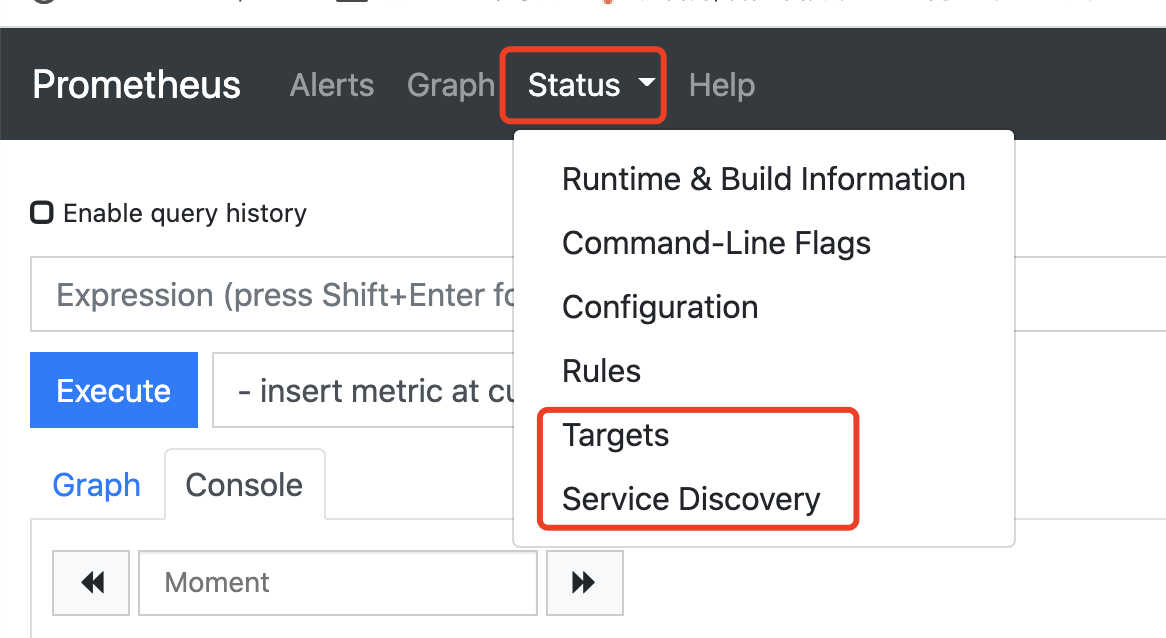 Prometheus Alerts Graph Status Help
Runtime & Build Information
Enable query history
Command-Line Flags
Expression (press Shift+Enter fo
Configuration
Rules
Execute
- insert metric at cu
Targets
Graph Console
Service Discovery
Moment